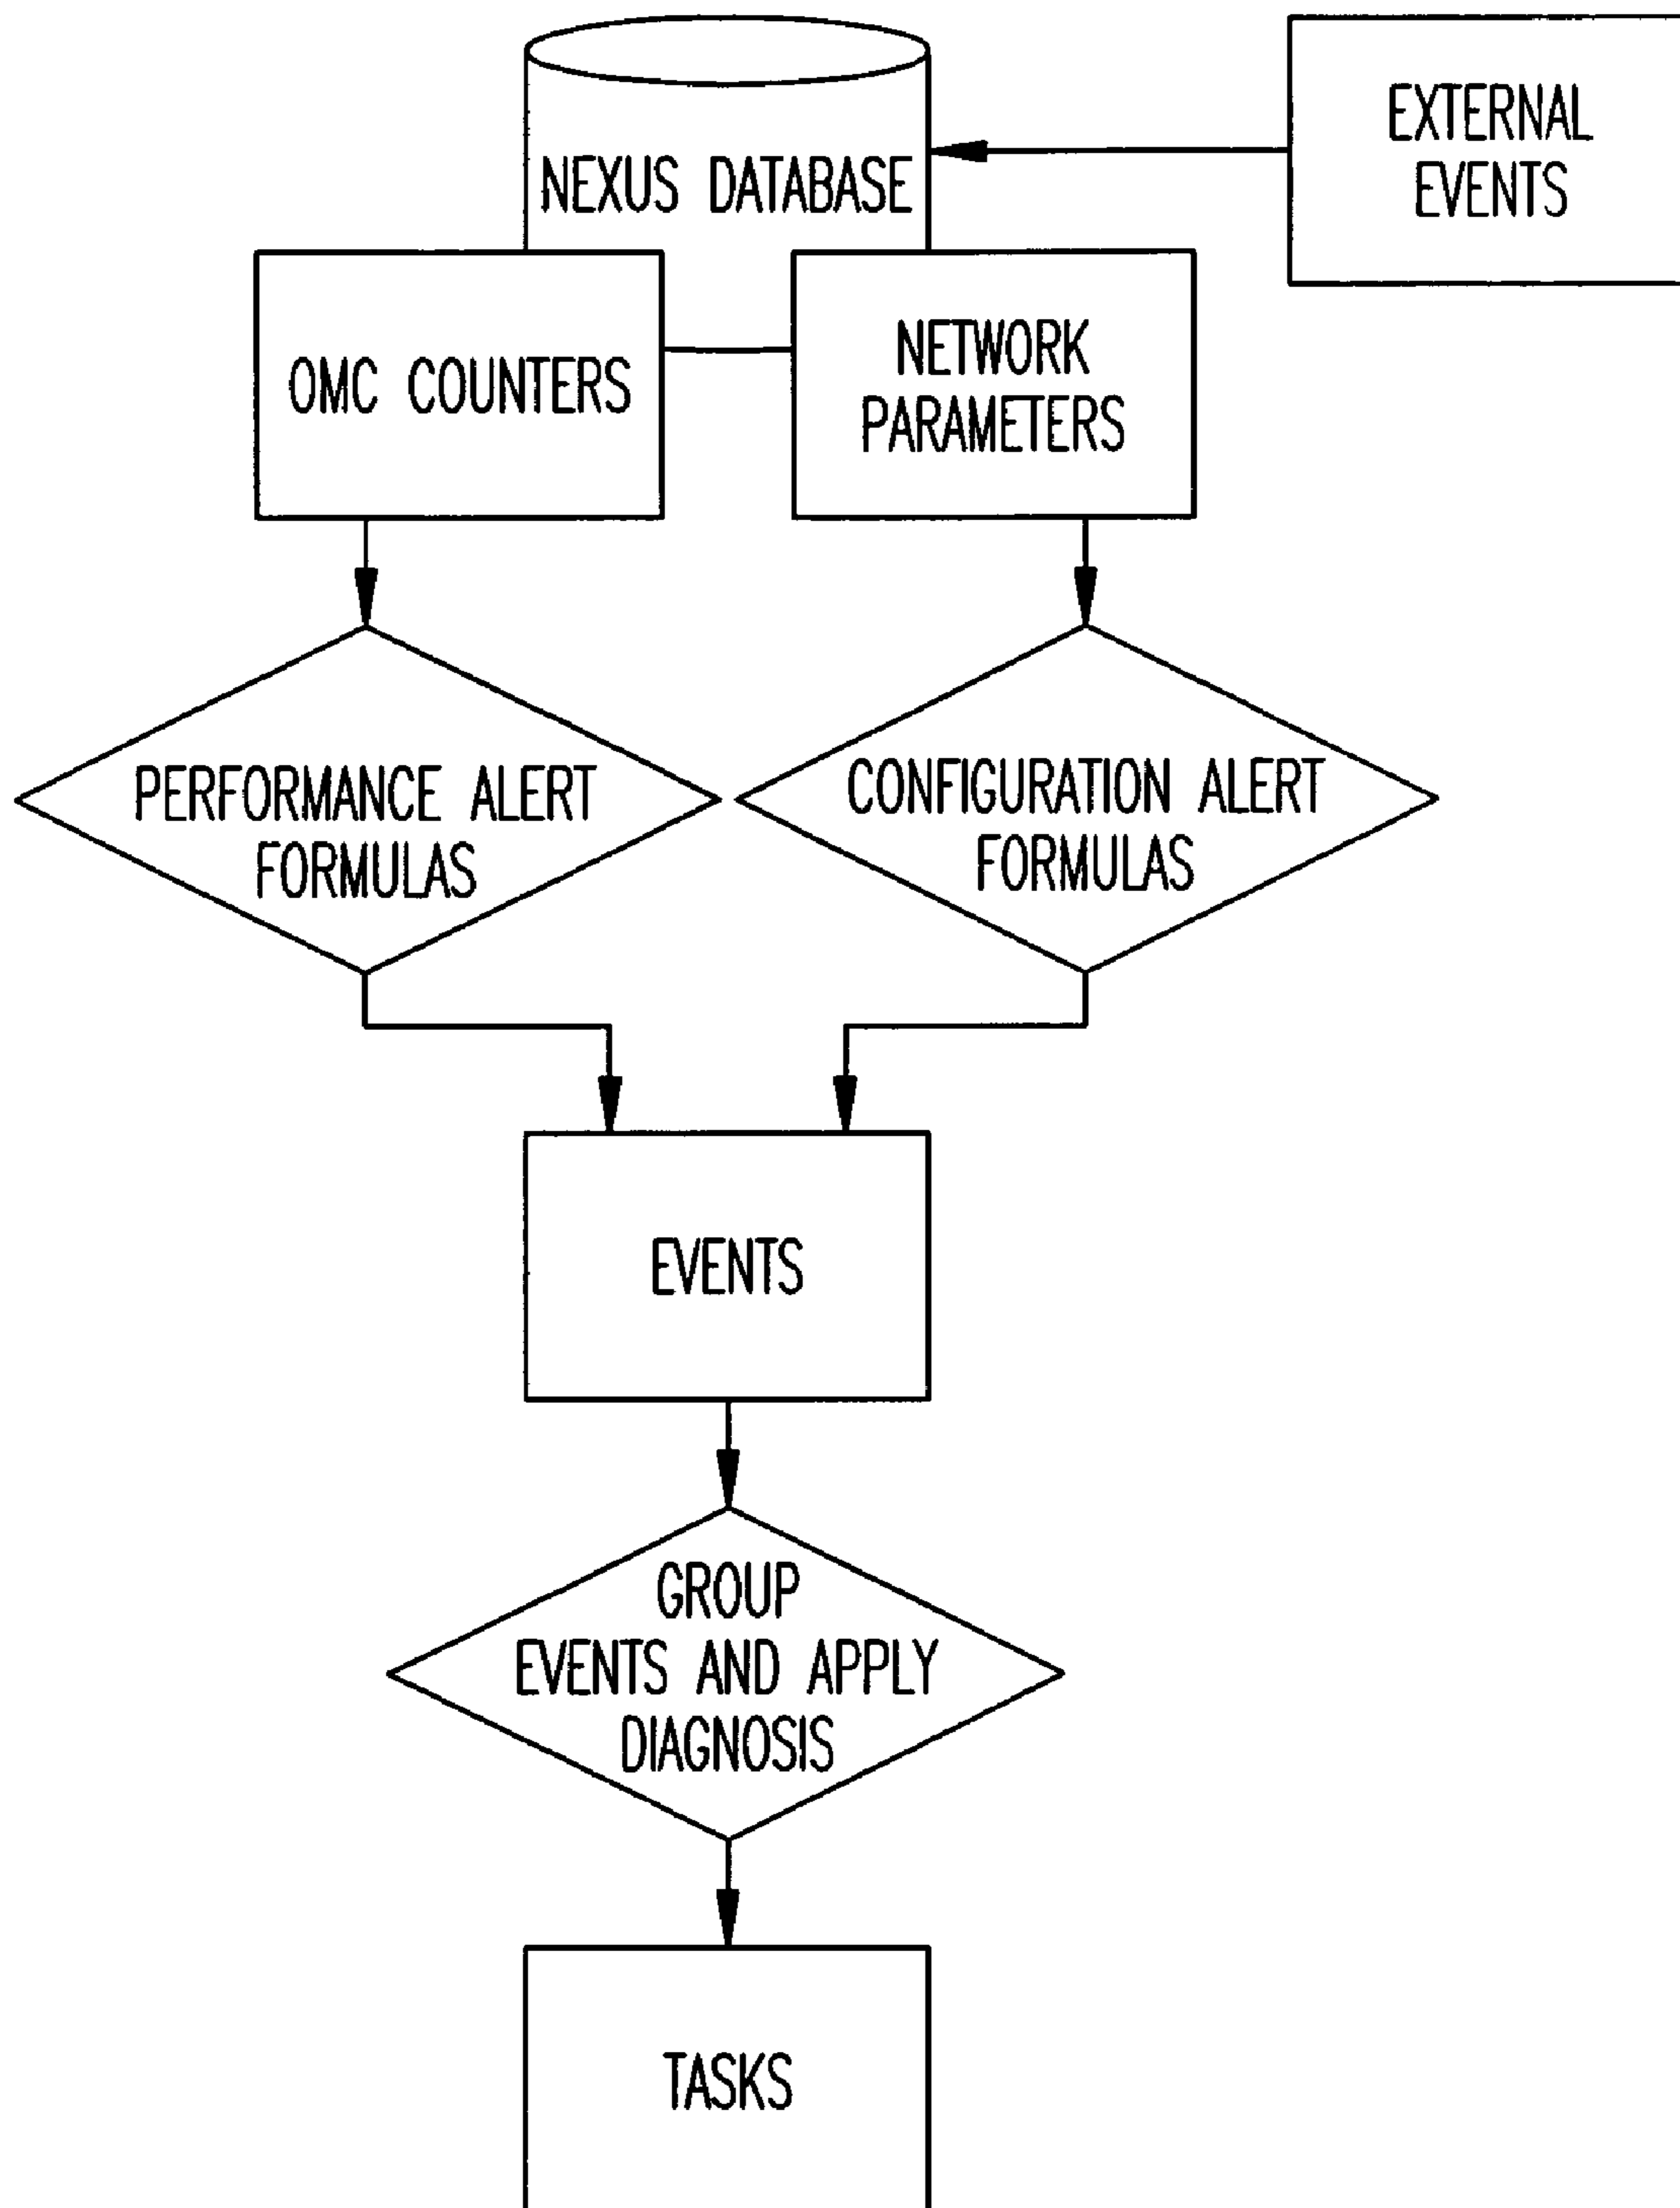 NEXUS DATABASE
EXTERNAL
EVENTS
OMC COUNTERS
NETWORK
PARAMETERS
PERFORMANCE ALERT
FORMULAS
CONFIGURATION ALERT
FORMULAS
EVENTS
GROUP
EVENTS AND APPLY
DIAGNOSIS
TASKS